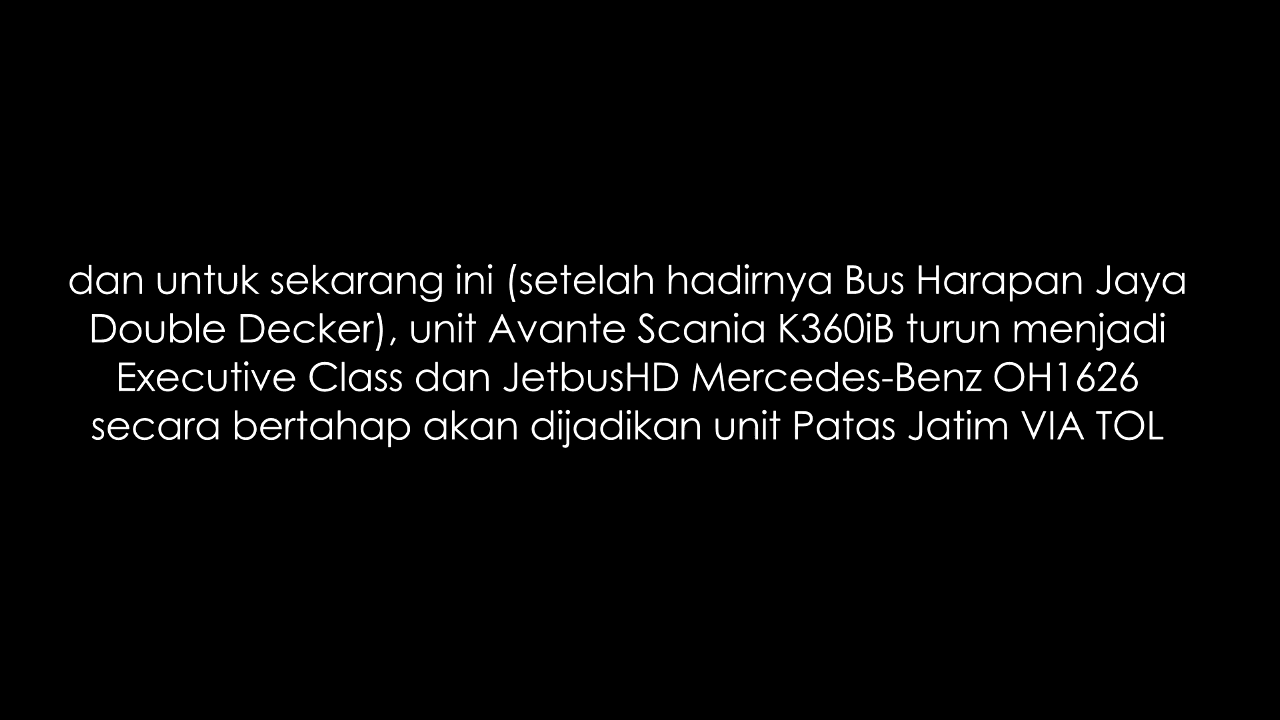 dan untuk sekarang ini (setelah hadirnya Bus Harapan Jaya
Double Decker), unit Avante Scania K360iB turun menjadi
Executive Class dan JetbusHD Mercedes-Benz OH1626
secara bertahap akan dijadikan unit Patas Jatim VIA TOL